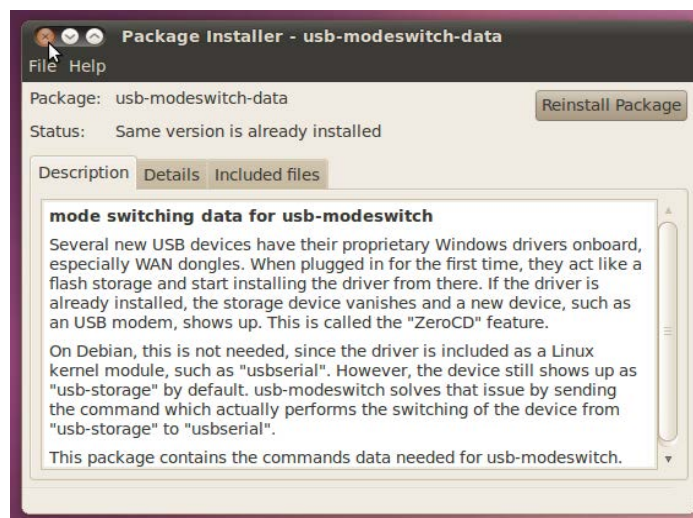 Package Installer - usb-modeswitch-data
File Help
Package: usb-modeswitch-data
Reinstall Package
Status: Same version is already installed
Description Details Included files
mode switching data for usb-modeswitch
Several new USB devices have their proprietary Windows drivers onboard,
especially WAN dongles. When plugged in for the first time, they act like a
flash storage and start installing the driver from there. If the driver is
already installed, the storage device vanishes and a new device, such as
an USB modem, shows up. This is called the "ZeroCD" feature.
On Debian, this is not needed, since the driver is included as a Linux
kernel module, such as "usbserial". However, the device still shows up as
"usb-storage" by default. usb-modeswitch solves that issue by sending
the command which actually performs the switching of the device from
"usb-storage" to "usbserial".
This package contains the commands data needed for usb-modeswitch.